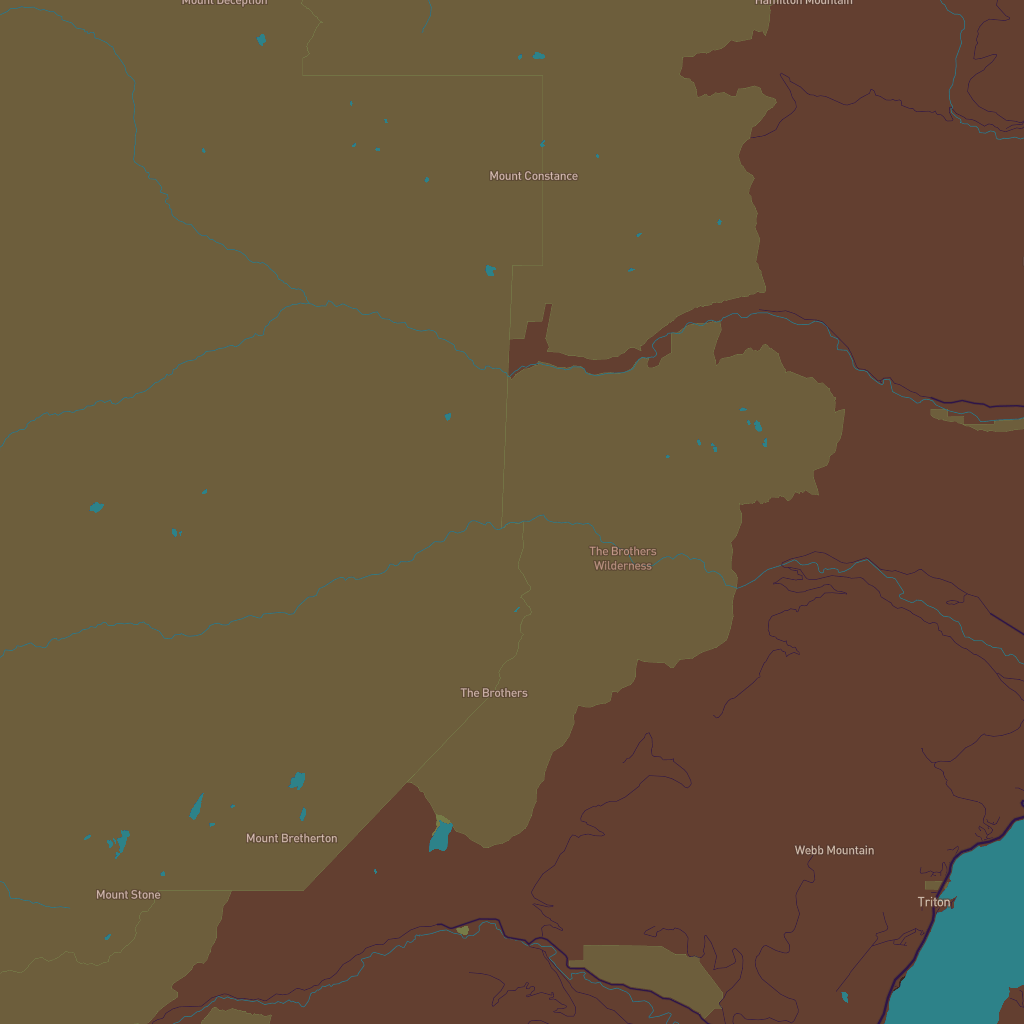 Mount Deception
Hamilton Mountain
Mount Constance
The Brothers
Wilderness
The Brothers
Mount Bretherton
Webb Mountain
Mount Stone
Triton